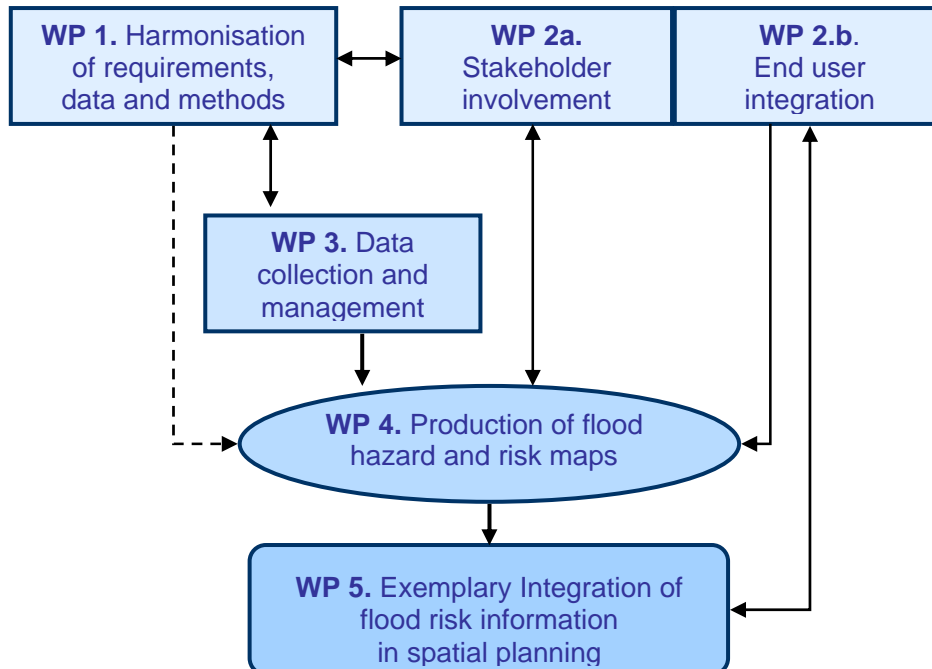 WP 1. Harmonisation
of requirements,
data and methods
WP 2a.
Stakeholder
involvement
WP 2.b.
End user
integration
WP 3. Data
collection and
management
WP 4. Production of flood
hazard and risk maps
WP 5. Exemplary Integration of
flood risk information
in spatial planning